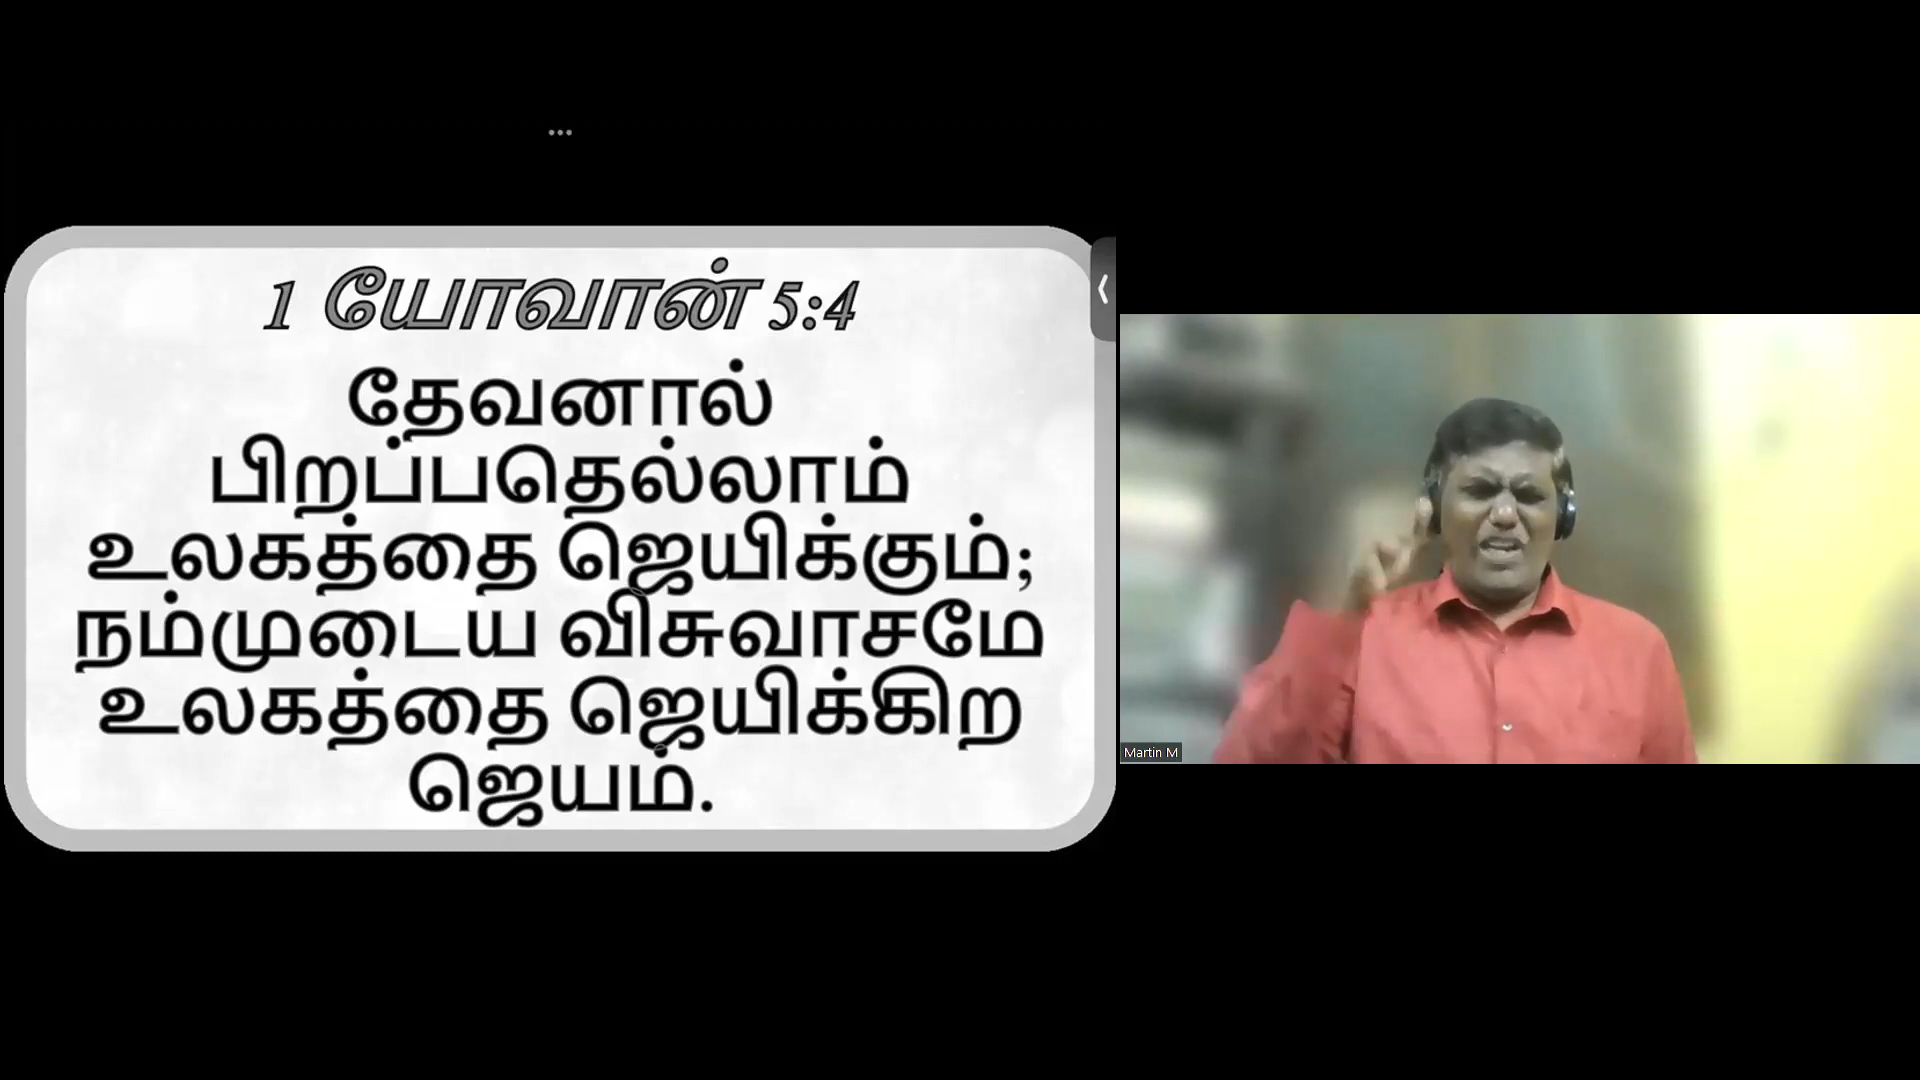 ...
1 யோவான் 5:4
தேவனால்
பிறப்பதெல்லாம்
உலகத்தை ஜெயிக்கும்;
நம்முடைய விசுவாசமே
உலகத்தை ஜெயிக்கிற
ஜெயம்.
Martin M